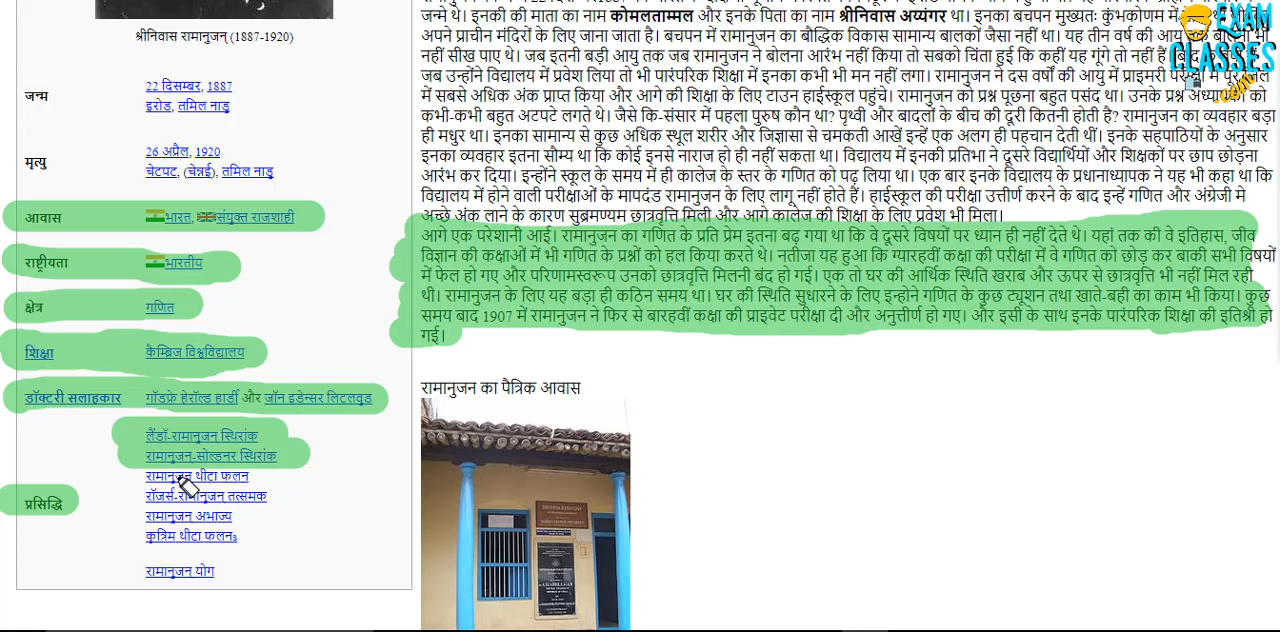 श्रीनिवास रामानुजन् (1887-1920)
जन्म
22 दिसम्बर, 1887
इरोड, तमिल नाडु
मृत्यु
26 अप्रैल, 1920
चेटपट, (चेन्नई), तमिल नाडु
आवास
भारत, संयुक्त राजशाही
राष्ट्रीयता
भारतीय
क्षेत्र
गणित
शिक्षा
कैम्ब्रिज विश्वविद्यालय
डॉक्टरी सलाहकार
गॉडफ्रे हेरॉल्ड हार्डी और जॉन इडेन्सर लिटलवुड
प्रसिद्धि
लैंडॉ-रामानुजन् स्थिरांक
रामानुजन्-सोल्डनर स्थिरांक
रामानुजन् थीटा फलन
रॉजर्स-रामानुजन् तत्समक
रामानुजन् अभाज्य
कृत्रिम थीटा फलनs
रामानुजन् योग
जन्मे थे। इनकी की माता का नाम कोमलताम्मल और इनके पिता का नाम श्रीनिवास अय्यंगर था। इनका बचपन मुख्यतः कुंभकोणम में
अपने प्राचीन मंदिरों के लिए जाना जाता है। बचपन में रामानुजन का बौद्धिक विकास सामान्य बालकों जैसा नहीं था। यह तीन वर्ष की आयु
नहीं सीख पाए थे। जब इतनी बड़ी आयु तक जब रामानुजन ने बोलना आरंभ नहीं किया तो सबको चिंता हुई कि कहीं यह गूंगे तो नहीं हैं।
जब उन्होंने विद्यालय में प्रवेश लिया तो भी पारंपरिक शिक्षा में इनका कभी भी मन नहीं लगा। रामानुजन ने दस वर्षों की आयु में प्राइमरी
में सबसे अधिक अंक प्राप्त किया और आगे की शिक्षा के लिए टाउन हाईस्कूल पहुंचे। रामानुजन को प्रश्न पूछना बहुत पसंद था। उनके प्रश्न अध्यापकों को
कभी-कभी बहुत अटपटे लगते थे। जैसे कि-संसार में पहला पुरुष कौन था? पृथ्वी और बादलों के बीच की दूरी कितनी होती है? रामानुजन का व्यवहार बड़ा
ही मधुर था। इनका सामान्य से कुछ अधिक स्थूल शरीर और जिज्ञासा से चमकती आखें इन्हें एक अलग ही पहचान देती थीं। इनके सहपाठियों के अनुसार
इनका व्यवहार इतना सौम्य था कि कोई इनसे नाराज हो ही नहीं सकता था। विद्यालय में इनकी प्रतिभा ने दूसरे विद्यार्थियों और शिक्षकों पर छाप छोड़ना
आरंभ कर दिया। इन्होंने स्कूल के समय में ही कालेज के स्तर के गणित को पढ़ लिया था। एक बार इनके विद्यालय के प्रधानाध्यापक ने यह भी कहा था कि
विद्यालय में होने वाली परीक्षाओं के मापदंड रामानुजन के लिए लागू नहीं होते हैं। हाईस्कूल की परीक्षा उत्तीर्ण करने के बाद इन्हें गणित और अंग्रेजी मे
अच्छे अंक लाने के कारण सुब्रमण्यम छात्रवृत्ति मिली और आगे कालेज की शिक्षा के लिए प्रवेश भी मिला।
आगे एक परेशानी आई। रामानुजन का गणित के प्रति प्रेम इतना बढ़ गया था कि वे दूसरे विषयों पर ध्यान ही नहीं देते थे। यहां तक की वे इतिहास, जीव
विज्ञान की कक्षाओं में भी गणित के प्रश्नों को हल किया करते थे। नतीजा यह हुआ कि ग्यारहवीं कक्षा की परीक्षा में वे गणित को छोड़ कर बाकी सभी विषयों
में फेल हो गए और परिणामस्वरूप उनको छात्रवृत्ति मिलनी बंद हो गई। एक तो घर की आर्थिक स्थिति खराब और ऊपर से छात्रवृत्ति भी नहीं मिल रही
थी। रामानुजन के लिए यह बड़ा ही कठिन समय था। घर की स्थिति सुधारने के लिए इन्होने गणित के कुछ ट्यूशन तथा खाते-बही का काम भी किया। कुछ
समय बाद 1907 में रामानुजन ने फिर से बारहवीं कक्षा की प्राइवेट परीक्षा दी और अनुत्तीर्ण हो गए। और इसी के साथ इनके पारंपरिक शिक्षा की इतिश्री हो
गई।
रामानुजन का पैत्रिक आवास
EXAM
CLASSES
.com